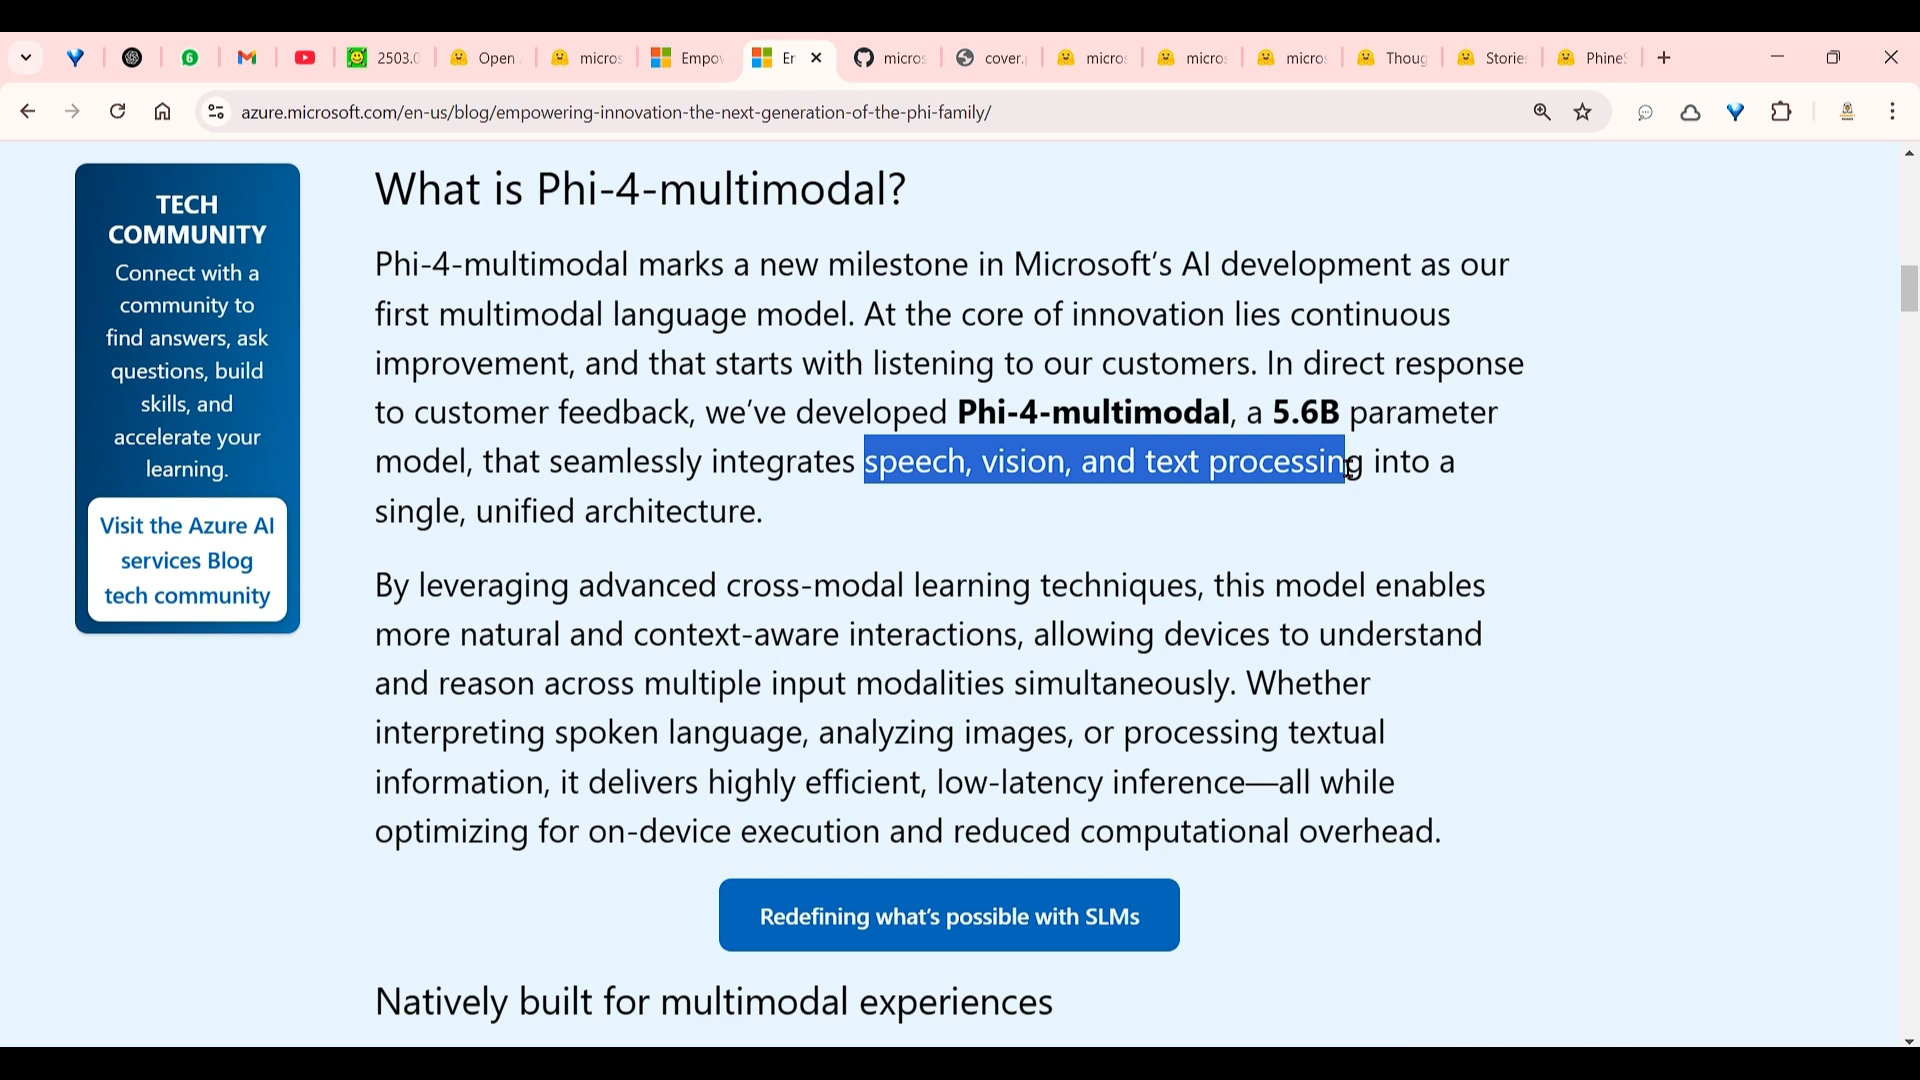 6
2503.0
Open
micros
Empo
Er
micros
cover.
micros
micros
micros
Thoug
Stories
Phine
azure.microsoft.com/en-us/blog/empowering-innovation-the-next-generation-of-the-phi-family/
TECH
COMMUNITY
Connect with a
community to
find answers, ask
questions, build
skills, and
accelerate your
learning.
Visit the Azure AI
services Blog
tech community
What is Phi-4-multimodal?
Phi-4-multimodal marks a new milestone in Microsoft’s AI development as our
first multimodal language model. At the core of innovation lies continuous
improvement, and that starts with listening to our customers. In direct response
to customer feedback, we’ve developed Phi-4-multimodal, a 5.6B parameter
model, that seamlessly integrates speech, vision, and text processing into a
single, unified architecture.
By leveraging advanced cross-modal learning techniques, this model enables
more natural and context-aware interactions, allowing devices to understand
and reason across multiple input modalities simultaneously. Whether
interpreting spoken language, analyzing images, or processing textual
information, it delivers highly efficient, low-latency inference—all while
optimizing for on-device execution and reduced computational overhead.
Redefining what’s possible with SLMs
Natively built for multimodal experiences